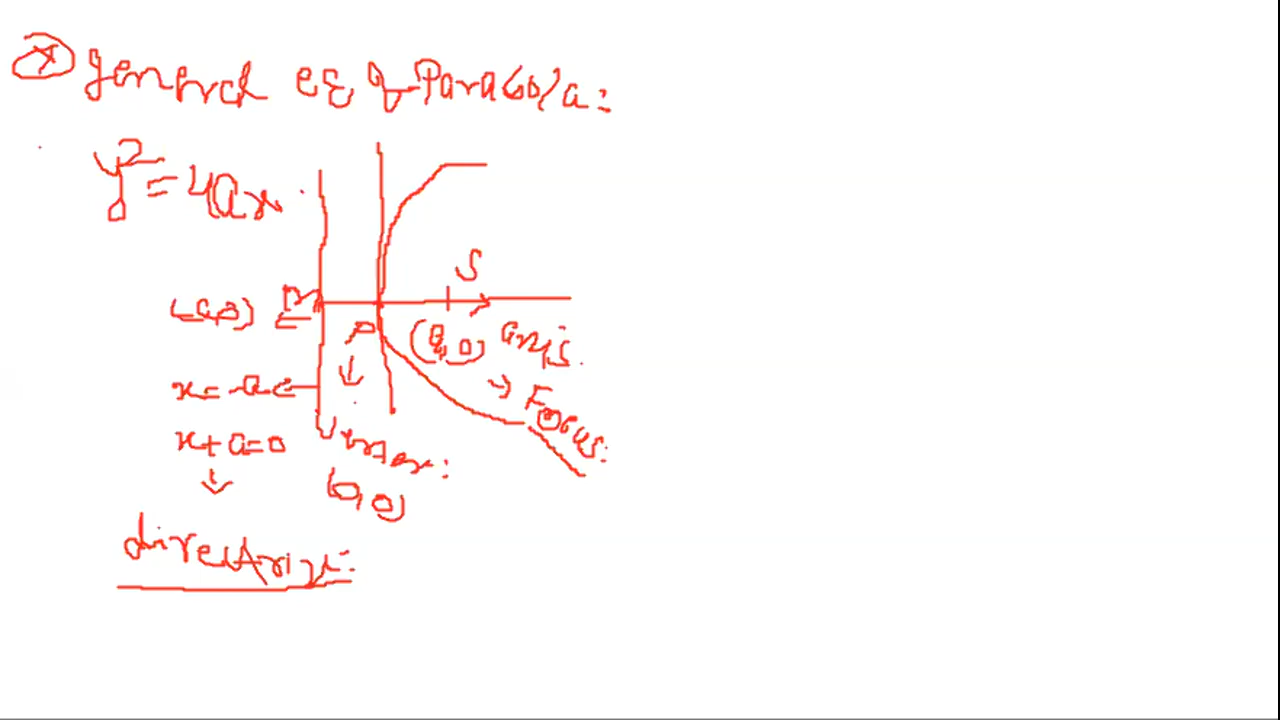 general eq of Parabola:
y² = 4ax
S
(-a,0)
(a,0) axis
x = -a
→ Focus:
x+a=0
Vertex:
(0,0)
directrix: